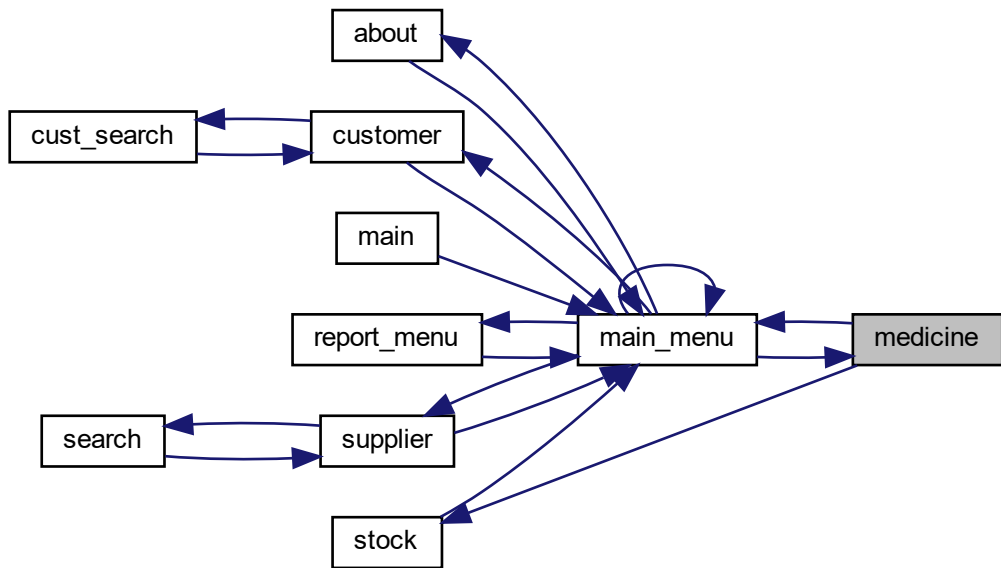 about
cust_search
customer
main
report_menu
main_menu
medicine
search
supplier
stock